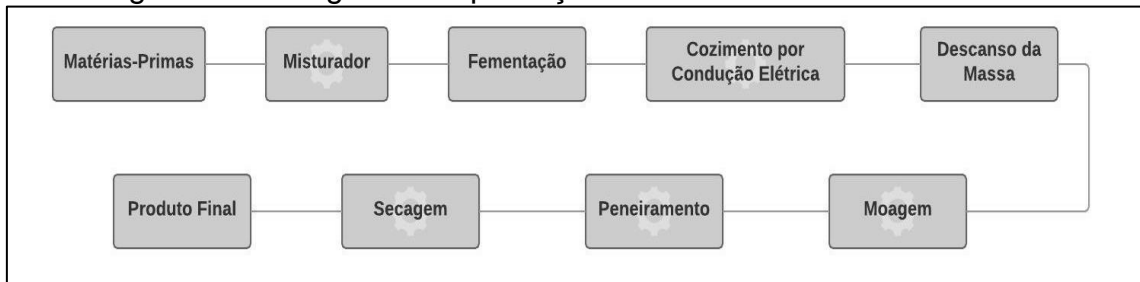 Matérias-Primas
Misturador
Fementação
Cozimento por
Condução Elétrica
Descanso da
Massa
Produto Final
Secagem
Peneiramento
Moagem